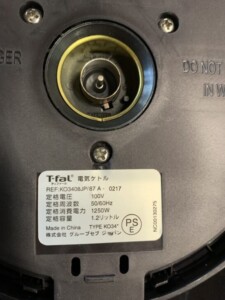 DO NOT
IN W
T-fal 電気ケトル
REF.KO3408JP/87 A - 0217
定格電圧 100V
定格周波数 50/60Hz
定格消費電力 1250W
定格容量 1.2リットル
Made in China TYPE KO34*
株式会社 グループセブ ジャパン
PS
E